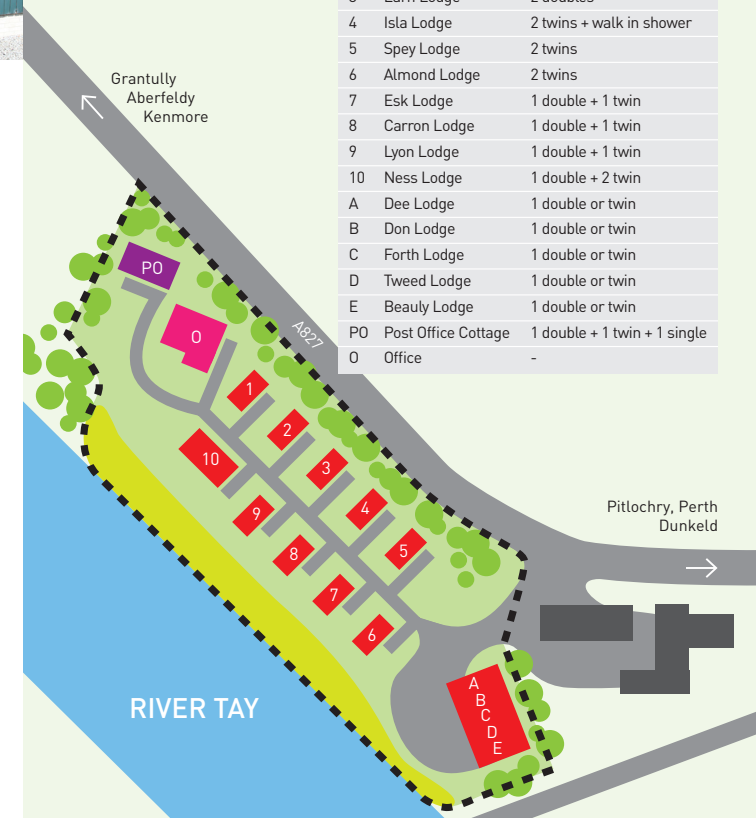 4 Isla Lodge 2 twins + walk in shower
5 Spey Lodge 2 twins
6 Almond Lodge 2 twins
7 Esk Lodge 1 double + 1 twin
8 Carron Lodge 1 double + 1 twin
9 Lyon Lodge 1 double + 1 twin
10 Ness Lodge 1 double + 2 twin
A Dee Lodge 1 double or twin
B Don Lodge 1 double or twin
C Forth Lodge 1 double or twin
D Tweed Lodge 1 double or twin
E Beauly Lodge 1 double or twin
PO Post Office Cottage 1 double + 1 twin + 1 single
O Office -
Grantully
Aberfeldy
Kenmore
PO
O
A827
1
2
3
4
5
10
9
8
7
6
Pitlochry, Perth
Dunkeld
A
B
C
D
E
RIVER TAY